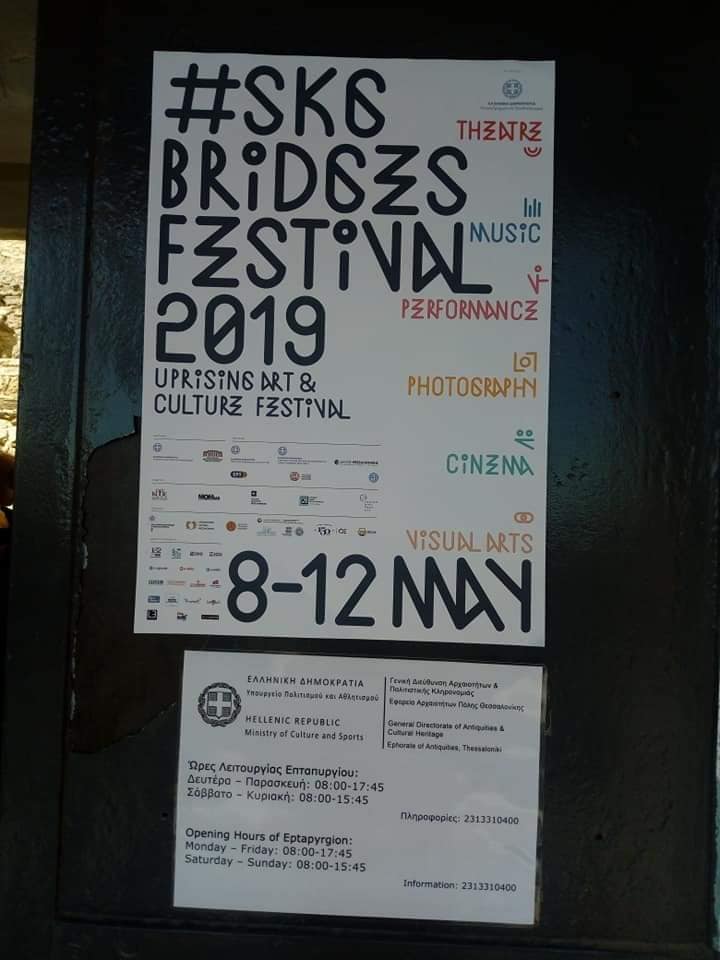 #SKG
BRIDGES
FESTIVAL
2019
UPRISING ART &
CULTURE FESTIVAL
ΕΛΛΗΝΙΚΗ ΔΗΜΟΚΡΑΤΙΑ
THEATRE
MUSIC
PERFORMANCE
PHOTOGRAPHY
CINEMA
VISUAL ARTS
8-12 MAY
ΕΛΛΗΝΙΚΗ ΔΗΜΟΚΡΑΤΙΑ
Υπουργείο Πολιτισμού και Αθλητισμού
HELLENIC REPUBLIC
Ministry of Culture and Sports
Γενική Διεύθυνση Αρχαιοτήτων &
Πολιτιστικής Κληρονομιάς
Εφορεία Αρχαιοτήτων Πόλης Θεσσαλονίκης
General Directorate of Antiquities &
Cultural Heritage
Ephorate of Antiquities, Thessaloniki
Ώρες Λειτουργίας Επταπυργίου:
Δευτέρα – Παρασκευή: 08:00-17:45
Σάββατο – Κυριακή: 08:00-15:45
Πληροφορίες: 2313310400
Opening Hours of Eptapyrgion:
Monday – Friday: 08:00-17:45
Saturday – Sunday: 08:00-15:45
Information: 2313310400